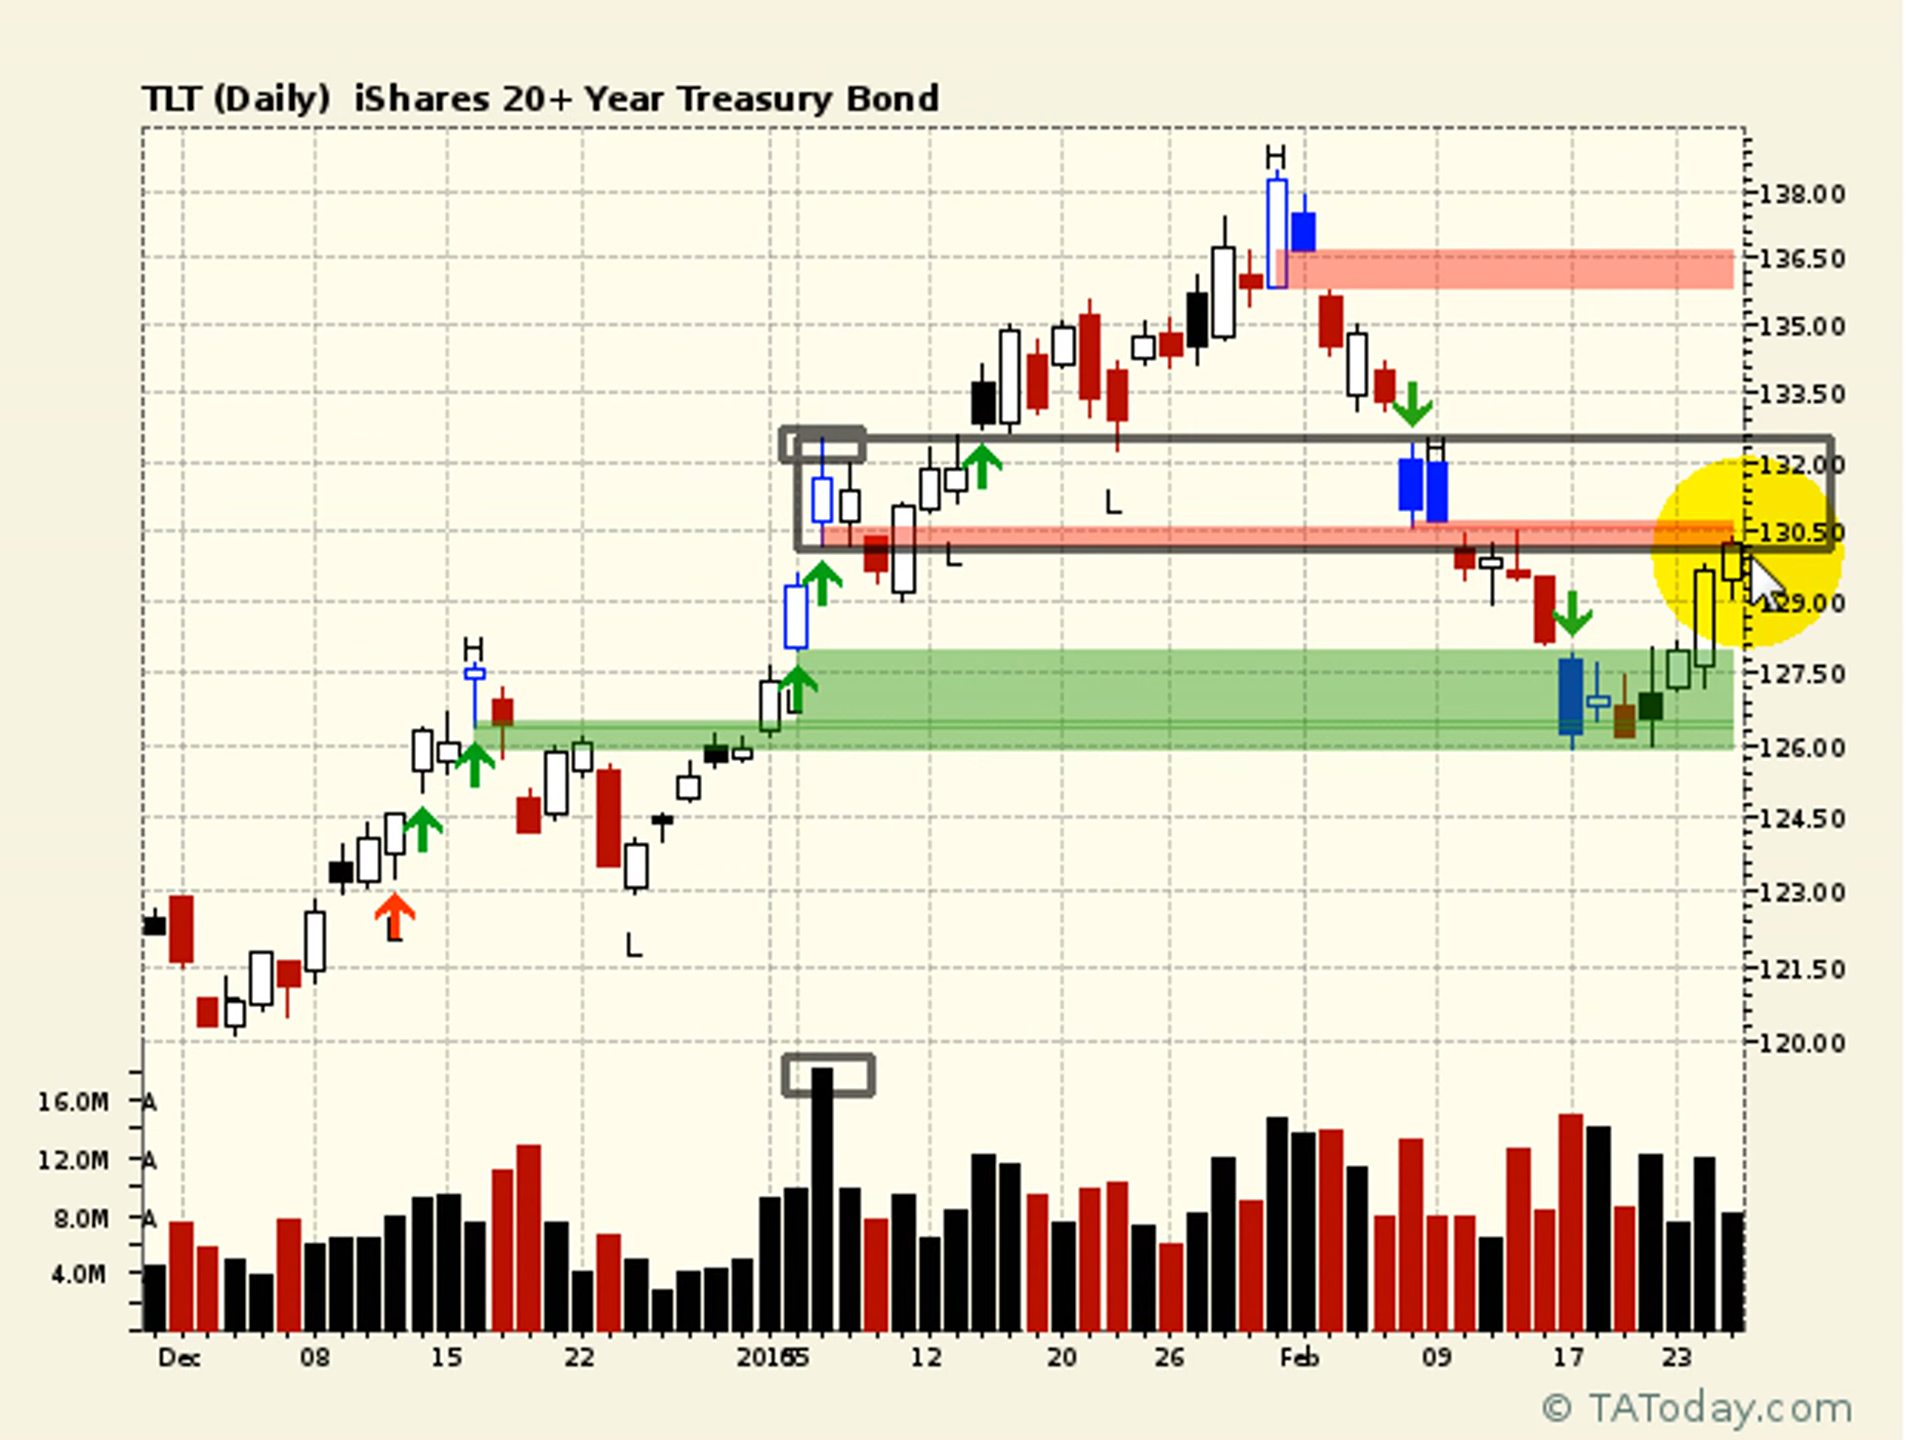 TLT (Daily)  iShares 20+ Year Treasury Bond
H
138.00
136.50
135.00
133.50
H
132.00
L
130.50
L
129.00
H
127.50
L
126.00
124.50
123.00
L
L
121.50
120.00
16.0M A
12.0M A
8.0M A
4.0M
Dec 08 15 22 12 20 26 Feb 09 17 23
© TAToday.com